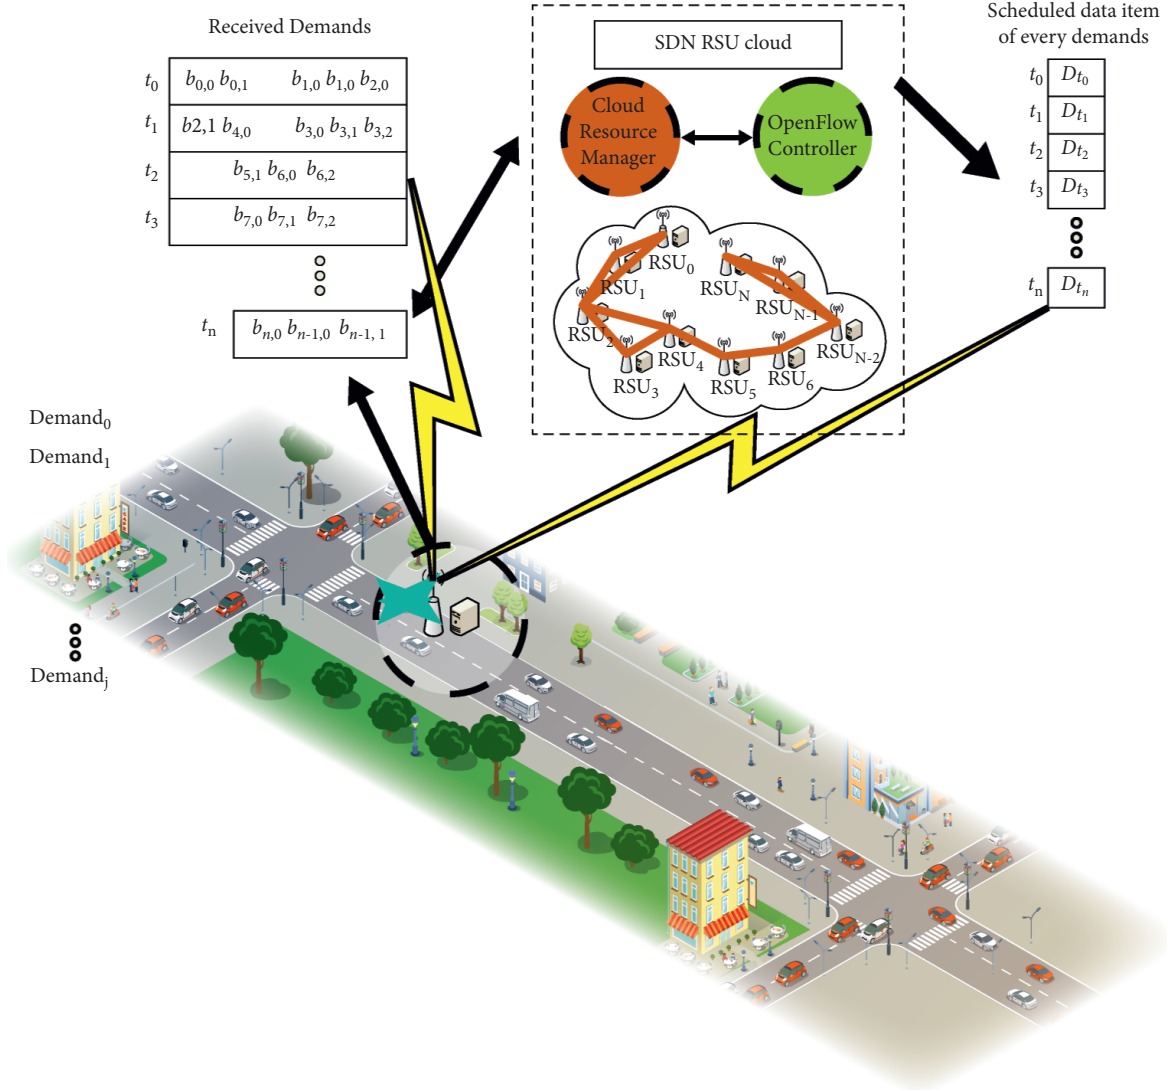 Received Demands
t0 b0,0 b0,1 b1,0 b1,0 b2,0
t1 b2,1 b4,0 b3,0 b3,1 b3,2
t2 b5,1 b6,0 b6,2
t3 b7,0 b7,1 b7,2
tn bn,0 bn-1,0 bn-1, 1
SDN RSU cloud
Cloud
Resource
Manager
OpenFlow
Controller
RSU0
RSU1
RSUN
RSUN-1
RSU2
RSU4
RSUN-2
RSU3
RSU5
RSU6
Scheduled data item
of every demands
t0 Dt0
t1 Dt1
t2 Dt2
t3 Dt3
tn Dtn
Demand0
Demand1
Demandj